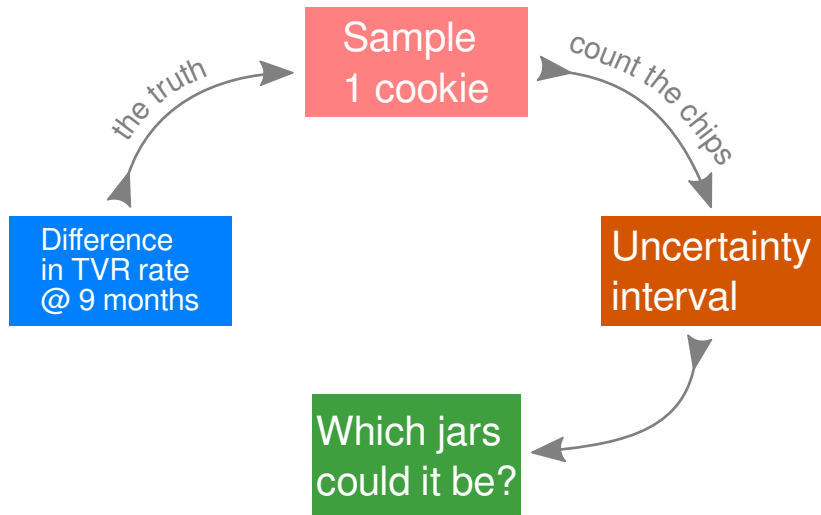 Sample
1 cookie
count the chips
the truth
Difference
in TVR rate
@ 9 months
Uncertainty
interval
Which jars
could it be?